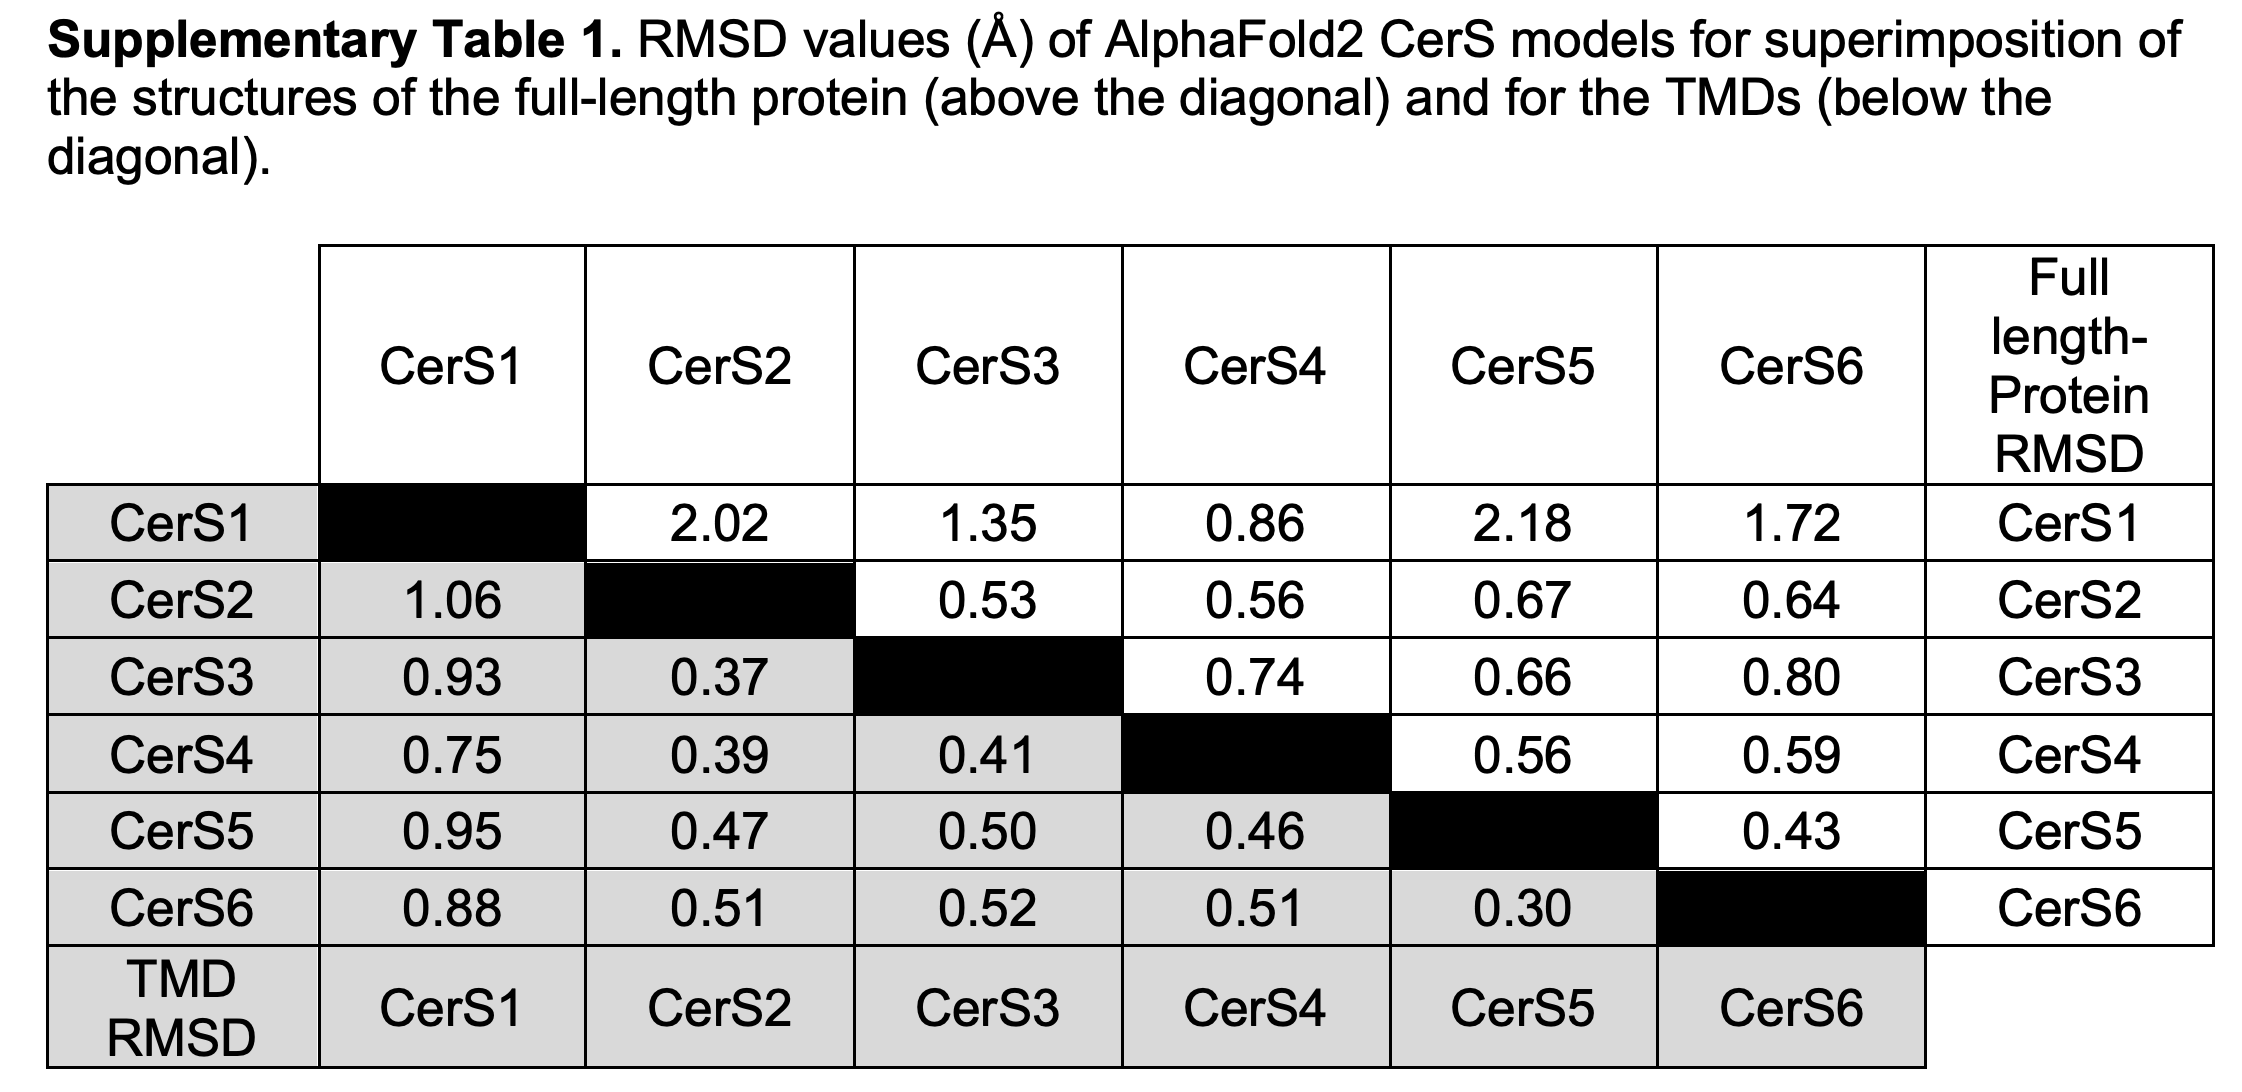 Supplementary Table 1. RMSD values (Å) of AlphaFold2 CerS models for superimposition of
the structures of the full-length protein (above the diagonal) and for the TMDs (below the
diagonal).
CerS1 CerS2 CerS3 CerS4 CerS5 CerS6 Full
length-
Protein
RMSD
CerS1 2.02 1.35 0.86 2.18 1.72 CerS1
CerS2 1.06 0.53 0.56 0.67 0.64 CerS2
CerS3 0.93 0.37 0.74 0.66 0.80 CerS3
CerS4 0.75 0.39 0.41 0.56 0.59 CerS4
CerS5 0.95 0.47 0.50 0.46 0.43 CerS5
CerS6 0.88 0.51 0.52 0.51 0.30 CerS6
TMD
RMSD
CerS1 CerS2 CerS3 CerS4 CerS5 CerS6